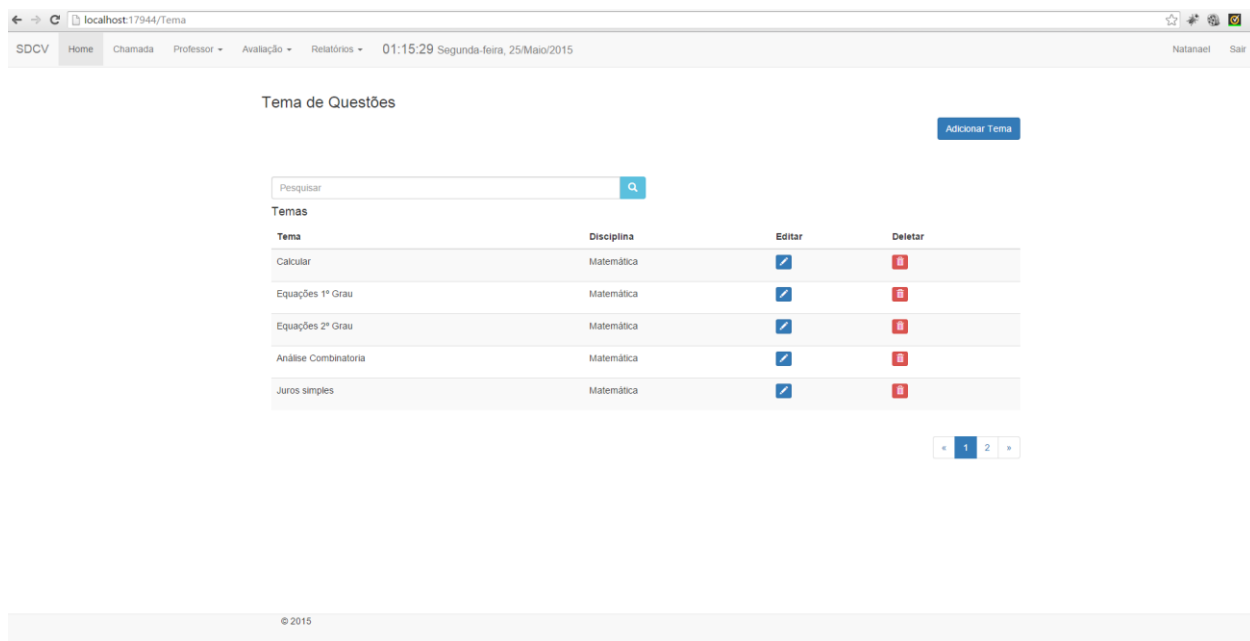 localhost:17944/Tema
SDCV Home Chamada Professor Avaliação Relatórios 01:15:29 Segunda-feira, 25/Maio/2015 Natanael Sair
Tema de Questões
Adicionar Tema
Pesquisar
Temas
Tema Disciplina Editar Deletar
Calcular Matemática
Equações 1º Grau Matemática
Equações 2º Grau Matemática
Análise Combinatoria Matemática
Juros simples Matemática
« 1 2 »
© 2015